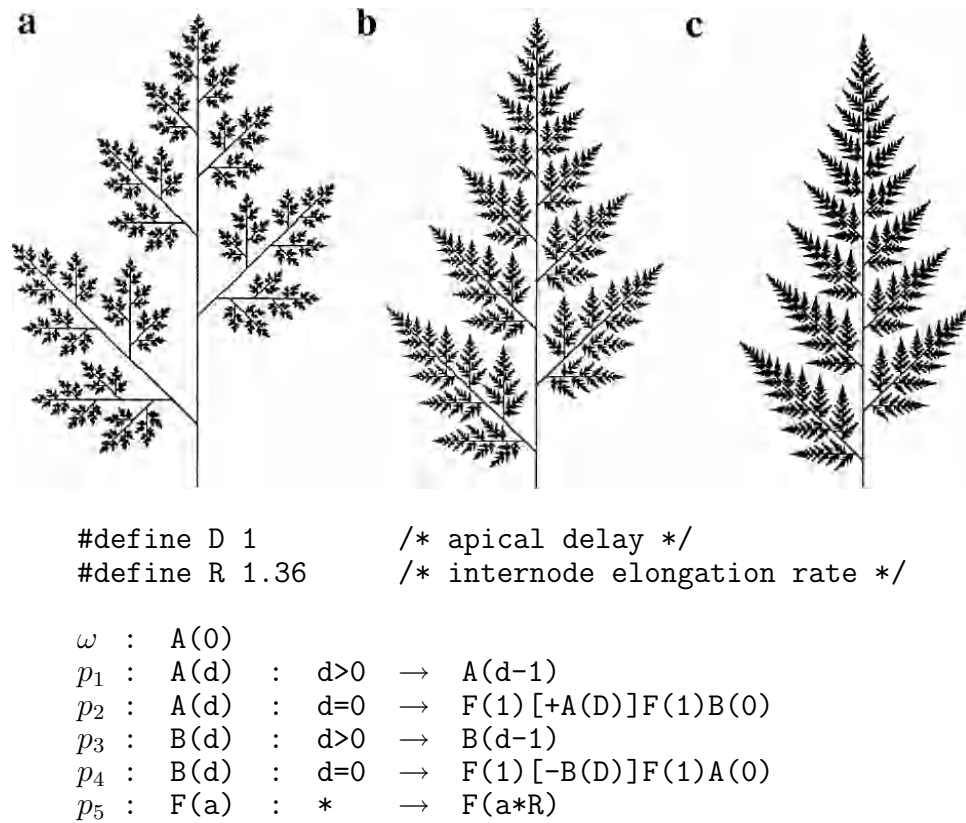 a b c
#define D 1 /* apical delay */
#define R 1.36 /* internode elongation rate */
ω : A(0)
p₁ : A(d) : d>0 → A(d-1)
p₂ : A(d) : d=0 → F(1)[+A(D)]F(1)B(0)
p₃ : B(d) : d>0 → B(d-1)
p₄ : B(d) : d=0 → F(1)[-B(D)]F(1)A(0)
p₅ : F(a) : * → F(a*R)